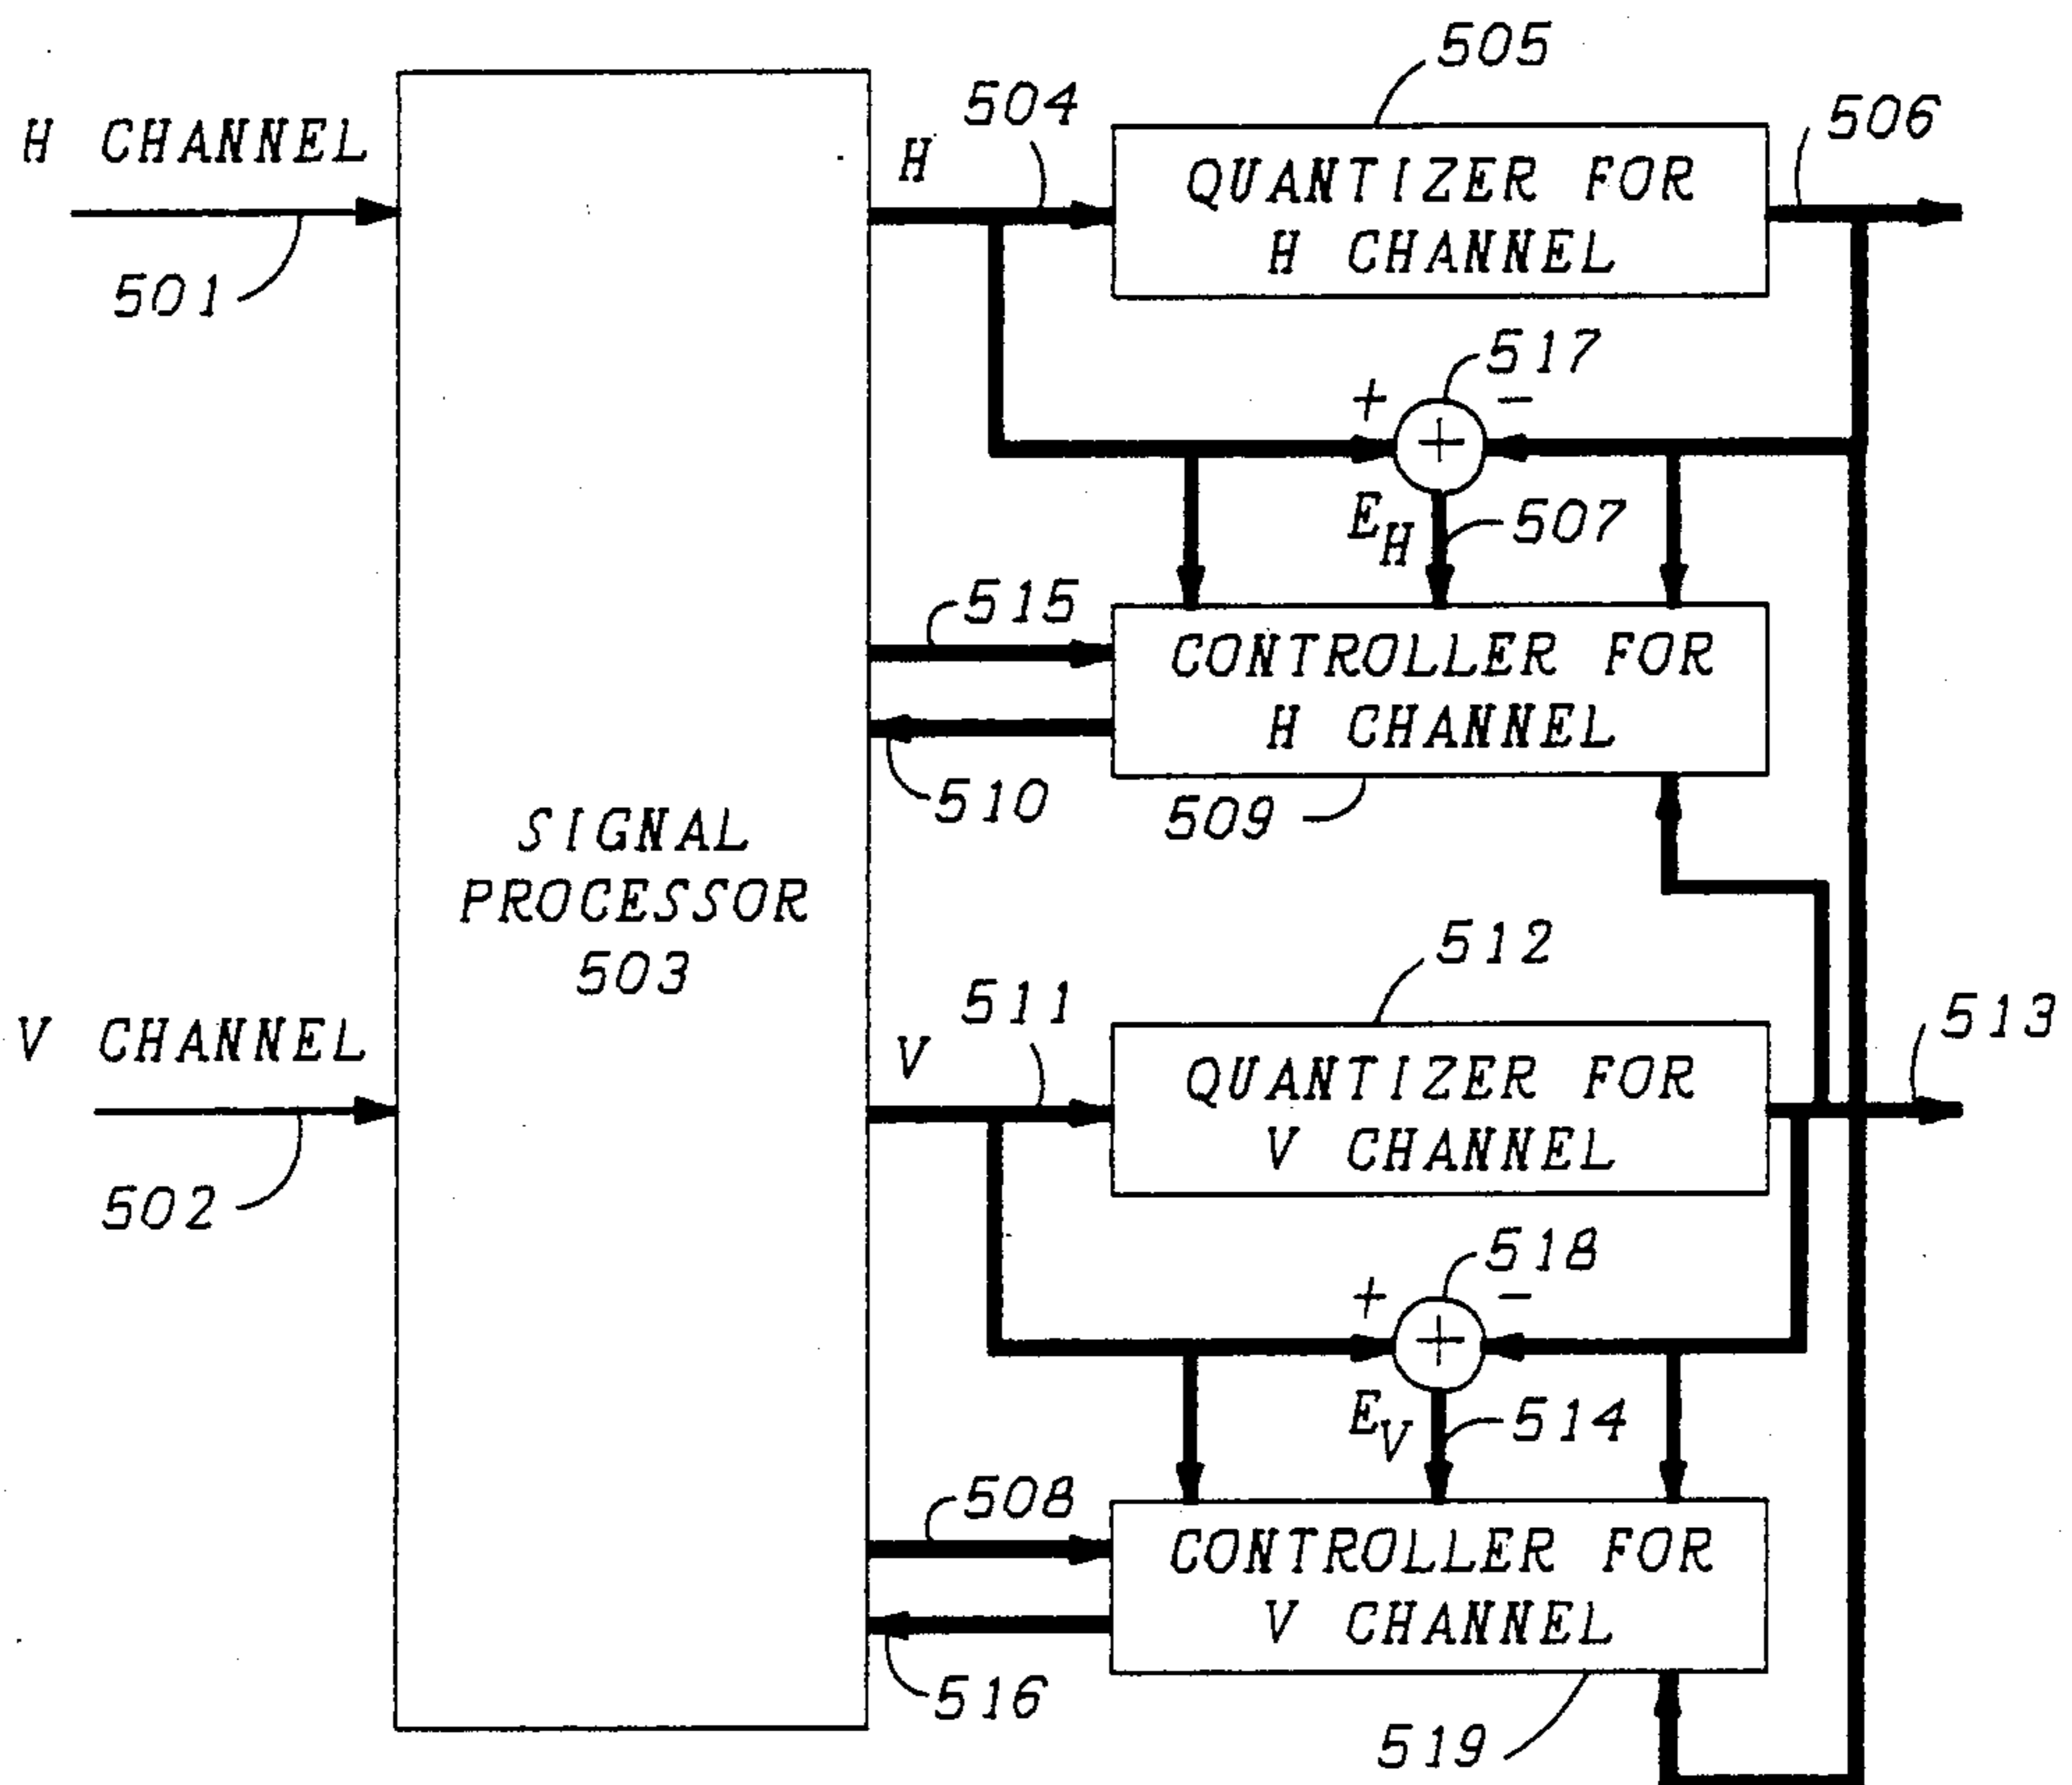 505
504
506
H CHANNEL
H
QUANTIZER FOR
H CHANNEL
501
517
+
−
+
E_H
507
515
CONTROLLER FOR
H CHANNEL
510
509
SIGNAL
PROCESSOR
503
512
511
513
V CHANNEL
V
QUANTIZER FOR
V CHANNEL
502
518
+
−
+
E_V
514
508
CONTROLLER FOR
V CHANNEL
516
519